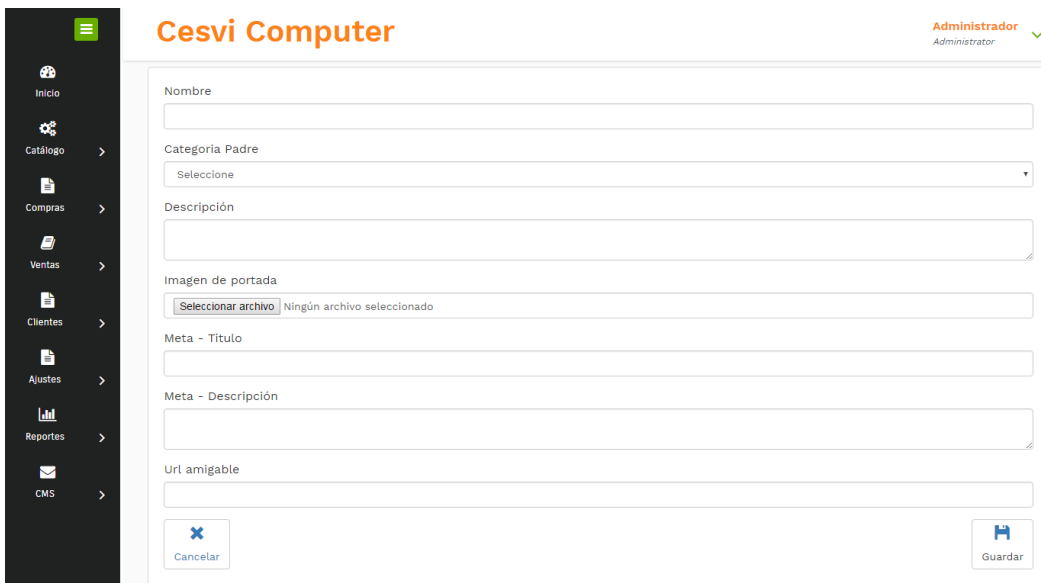 Cesvi Computer
Administrador
Administrator
Inicio
Catálogo
Compras
Ventas
Clientes
Ajustes
Reportes
CMS
Nombre
Categoria Padre
Seleccione
Descripción
Imagen de portada
Seleccionar archivo Ningún archivo seleccionado
Meta - Titulo
Meta - Descripción
Url amigable
Cancelar
Guardar